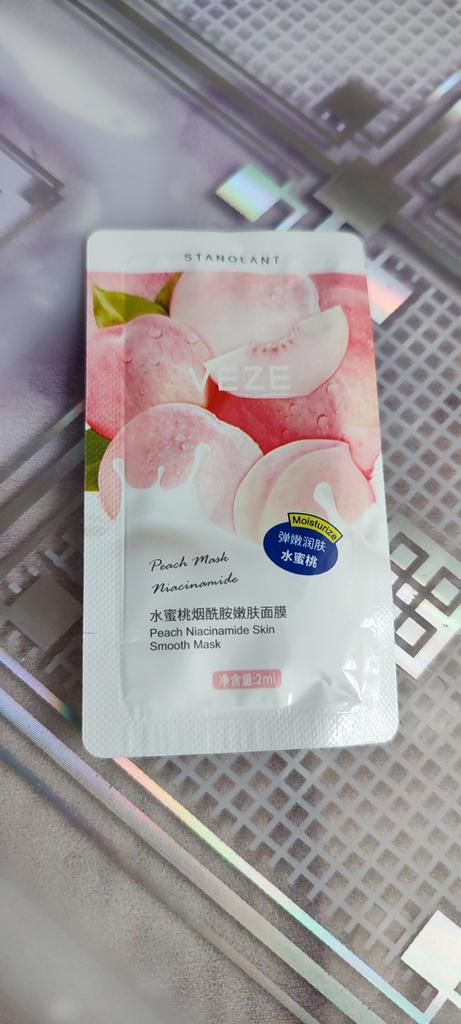 STANOLANT
VEZE
Moisturize
弹嫩润肤
水蜜桃
Peach Mask
Niacinamide
水蜜桃烟酰胺嫩肤面膜
Peach Niacinamide Skin
Smooth Mask
净含量:2ml